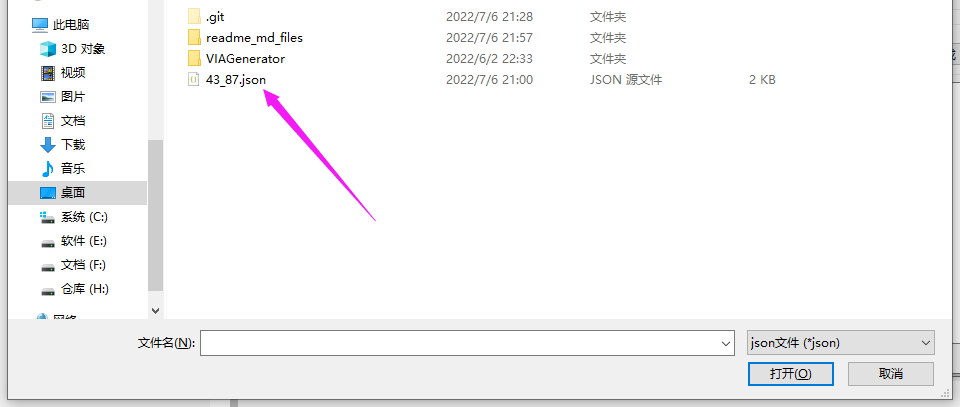 此电脑
3D 对象
视频
图片
文档
下载
音乐
桌面
系统 (C:)
软件 (E:)
文档 (F:)
仓库 (H:)
网络
.git 2022/7/6 21:28 文件夹
readme_md_files 2022/7/6 21:57 文件夹
VIAGenerator 2022/6/2 22:33 文件夹
43_87.json 2022/7/6 21:00 JSON 源文件 2 KB
文件名(N):
json文件 (*json)
打开(O) 取消